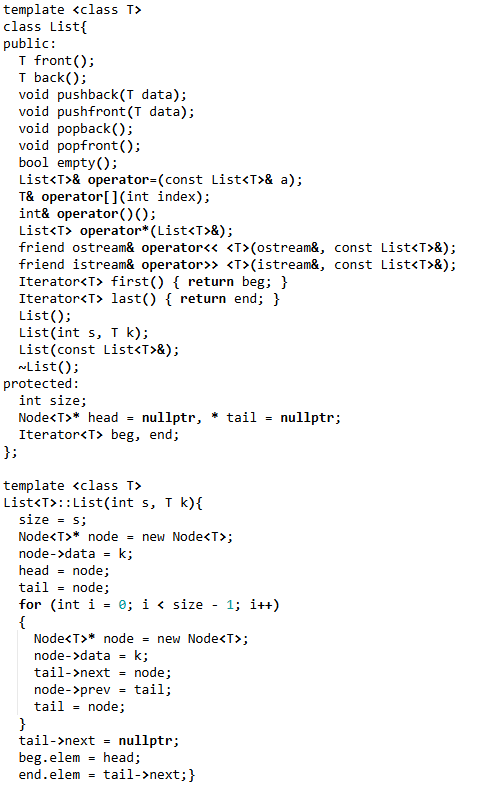 template <class T>
class List{
public:
  T front();
  T back();
  void pushback(T data);
  void pushfront(T data);
  void popback();
  void popfront();
  bool empty();
  List<T>& operator=(const List<T>& a);
  T& operator[](int index);
  int& operator()();
  List<T> operator*(List<T>&);
  friend ostream& operator<< <T>(ostream&, const List<T>&);
  friend istream& operator>> <T>(istream&, const List<T>&);
  Iterator<T> first() { return beg; }
  Iterator<T> last() { return end; }
  List();
  List(int s, T k);
  List(const List<T>&);
  ~List();
protected:
  int size;
  Node<T>* head = nullptr, * tail = nullptr;
  Iterator<T> beg, end;
};

template <class T>
List<T>::List(int s, T k){
  size = s;
  Node<T>* node = new Node<T>;
  node->data = k;
  head = node;
  tail = node;
  for (int i = 0; i < size - 1; i++)
  {
    Node<T>* node = new Node<T>;
    node->data = k;
    tail->next = node;
    node->prev = tail;
    tail = node;
  }
  tail->next = nullptr;
  beg.elem = head;
  end.elem = tail->next;}